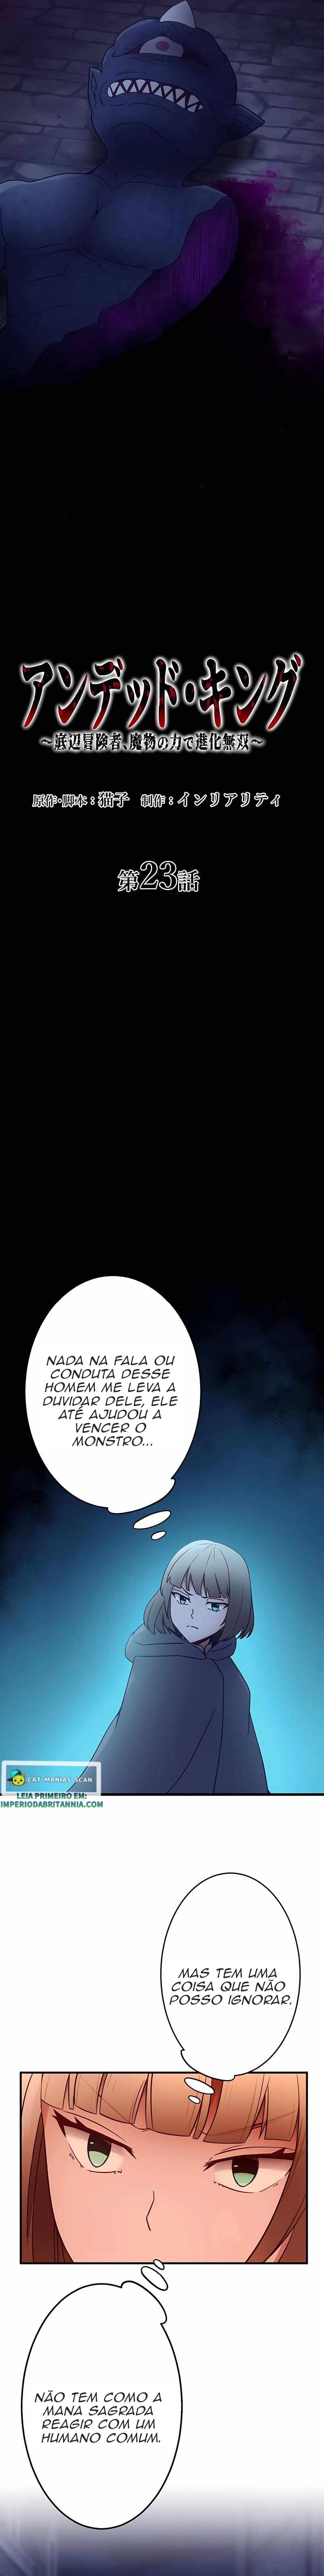 アンデッド・キング
～底辺冒険者、魔物の力で進化無双～
原作・脚本：猫子 制作：インリアリティ
第23話
NADA NA FALA OU
CONDUTA DESSE
HOMEM ME LEVA A
DUVIDAR DELE, ELE
ATÉ AJUDOU A
VENCER O
MONSTRO...
CAT MANIAS SCAN
LEIA PRIMEIRO EM:
IMPERIODABRITANNIA.COM
MAS TEM UMA
COISA QUE NÃO
POSSO IGNORAR.
NÃO TEM COMO A
MANA SAGRADA
REAGIR COM UM
HUMANO COMUM.